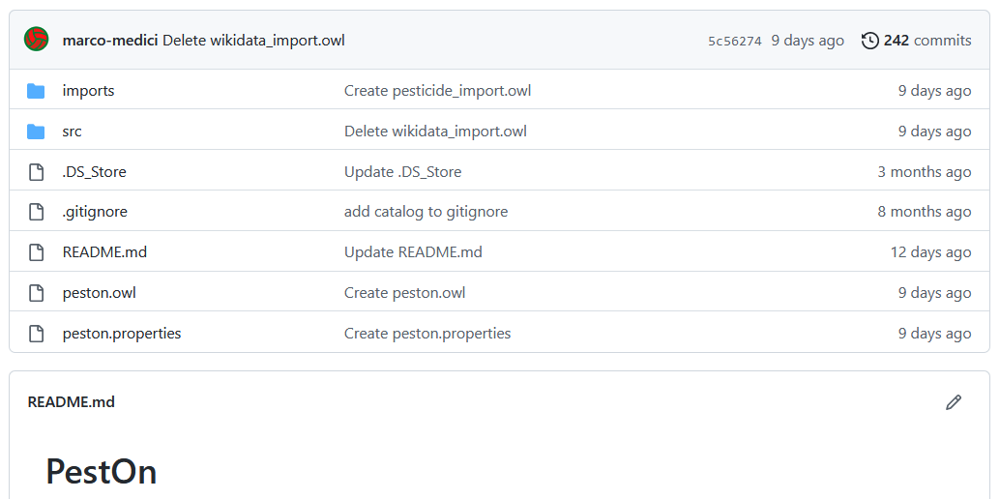 marco-medici Delete wikidata_import.owl 5c56274 9 days ago 242 commits
imports Create pesticide_import.owl 9 days ago
src Delete wikidata_import.owl 9 days ago
.DS_Store Update .DS_Store 3 months ago
.gitignore add catalog to gitignore 8 months ago
README.md Update README.md 12 days ago
peston.owl Create peston.owl 9 days ago
peston.properties Create peston.properties 9 days ago
README.md
PestOn